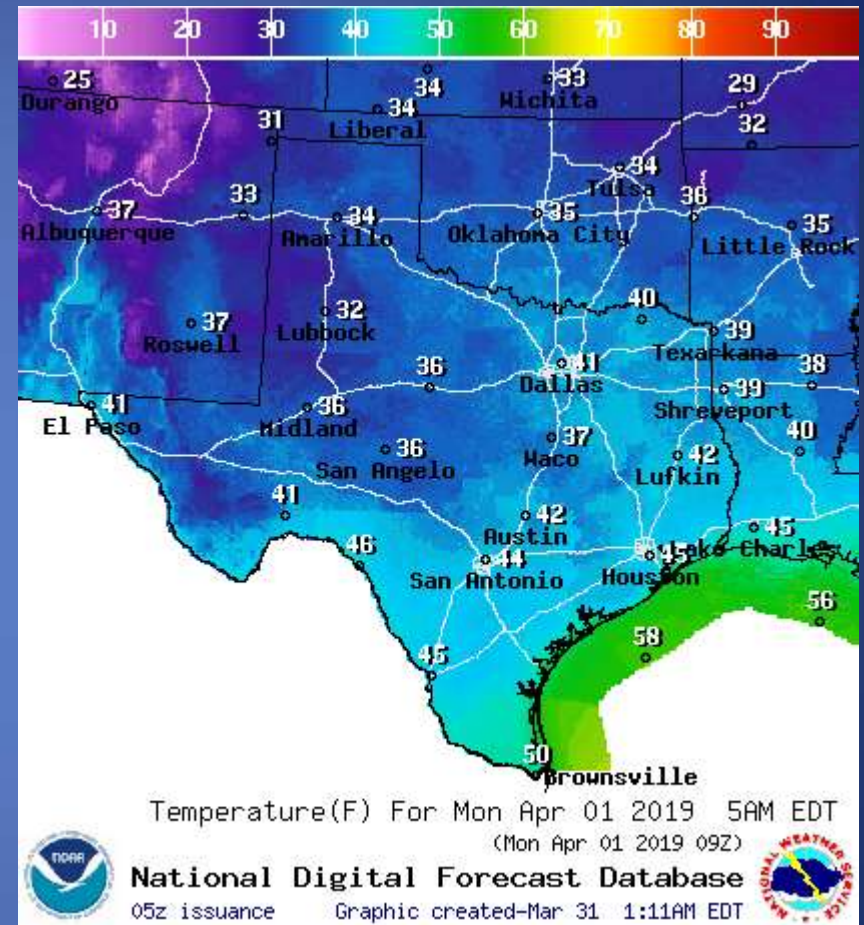 10 20 30 40 50 60 70 80 90
25 34 33 29
Durango Wichita
31 34 32
Liberal
34
Tulsa
37 33 34 35 36 35
Albuquerque Amarillo Oklahoma City Little Rock
37 32 40 39
Roswell Lubbock Texarkana
36 41 38
Dallas 39
41 36 Shreveport
El Paso Midland
36 37 42 40
San Angelo Waco Lufkin
41 42 45
Austin Lake Charles
46 44 45
San Antonio Houston
56
58
45
50
Brownsville
Temperature(F) For Mon Apr 01 2019 5AM EDT
(Mon Apr 01 2019 09Z)
NOAA
National Digital Forecast Database
05z issuance Graphic created-Mar 31 1:11AM EDT
NATIONAL WEATHER SERVICE